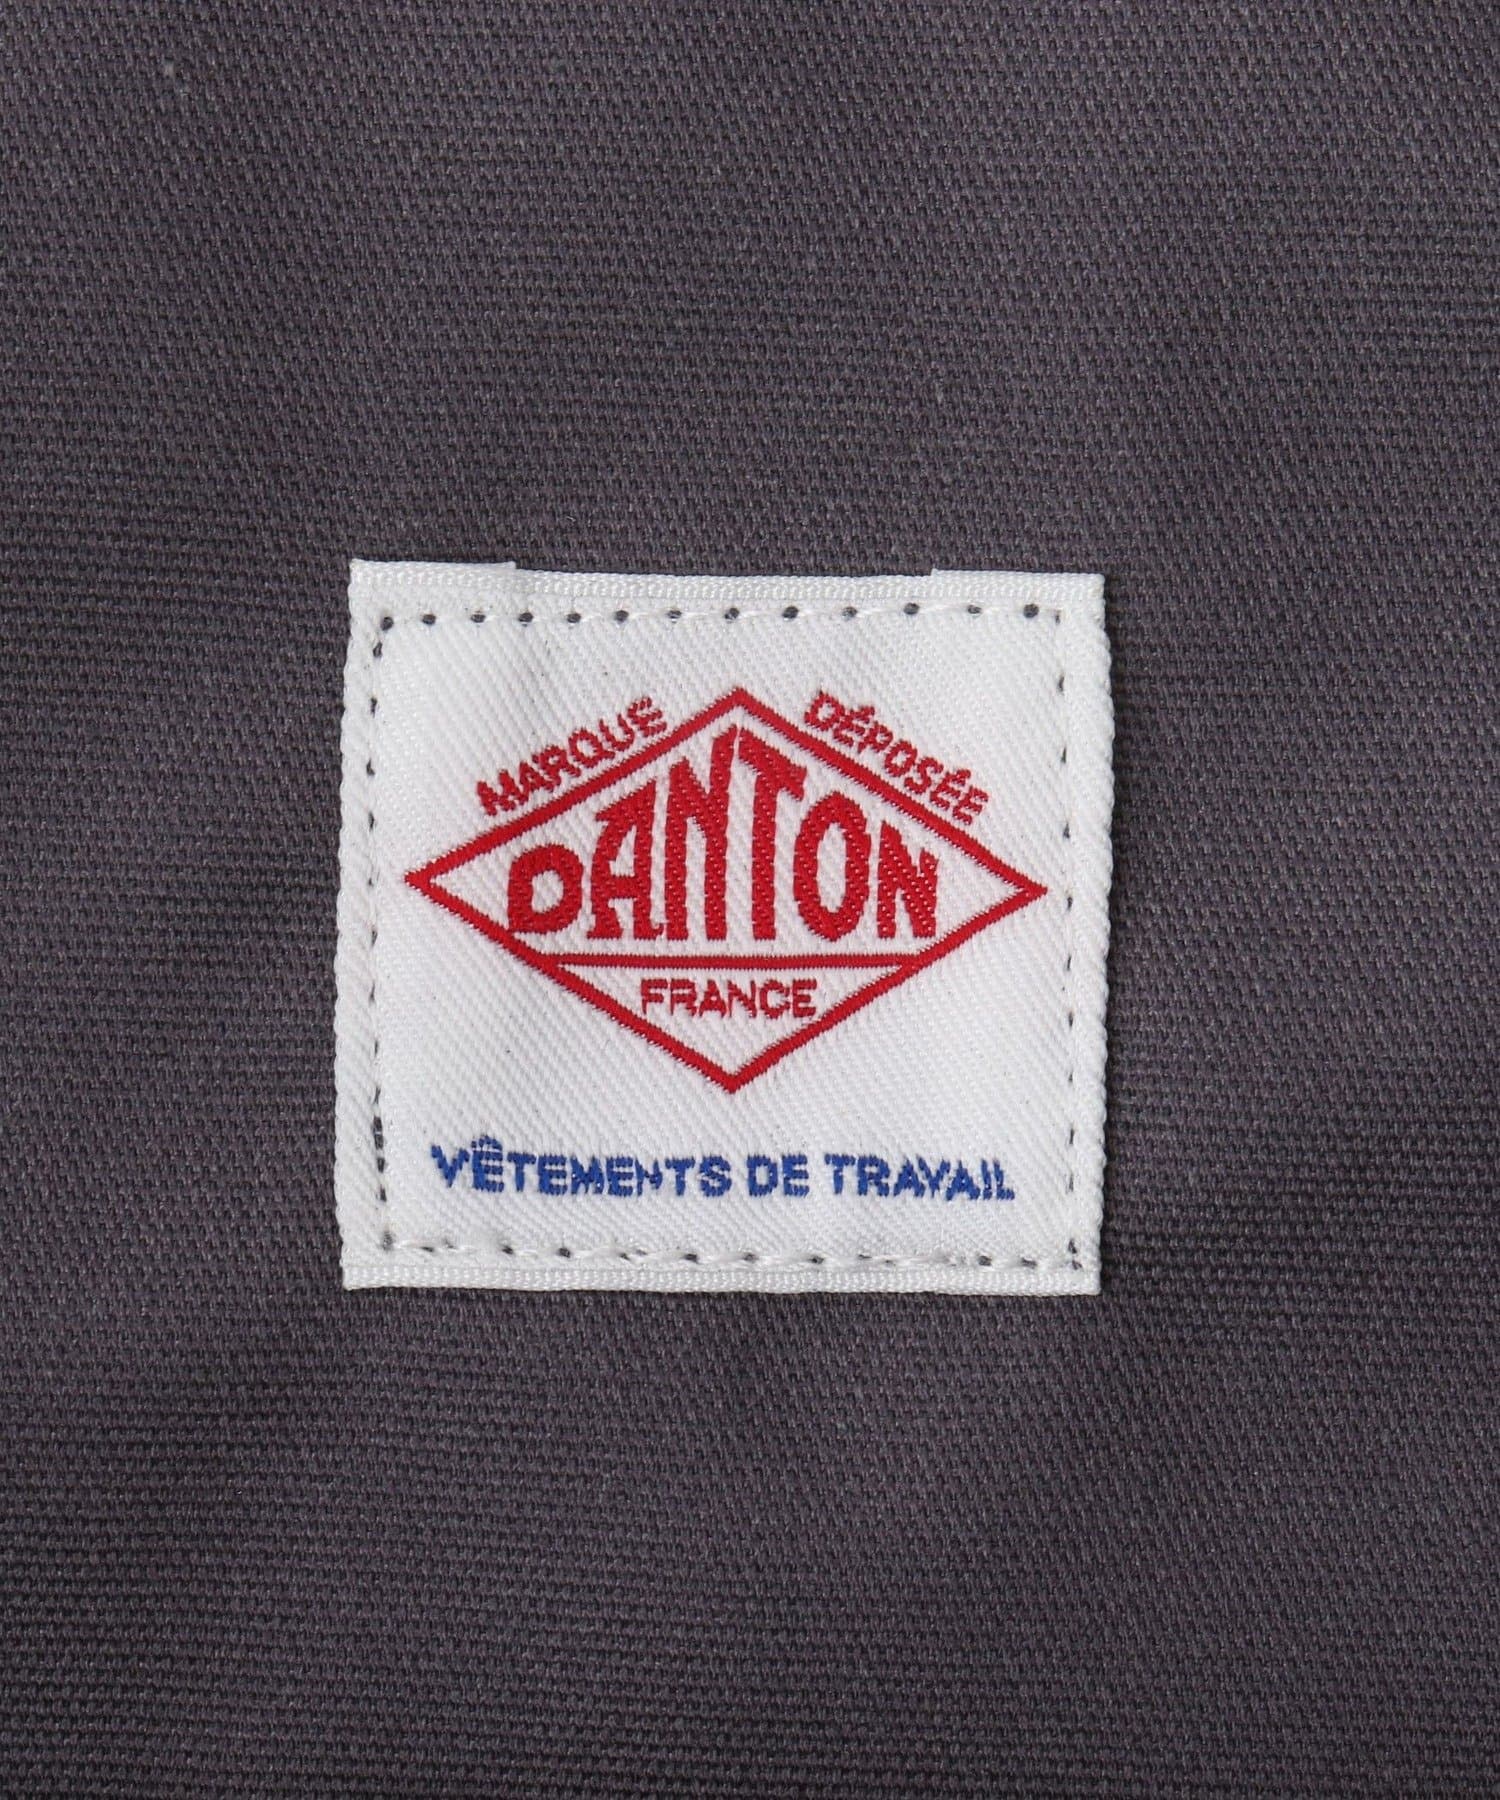 MARQUE DÉPOSÉE
DANTON
FRANCE
VÊTEMENTS DE TRAVAIL